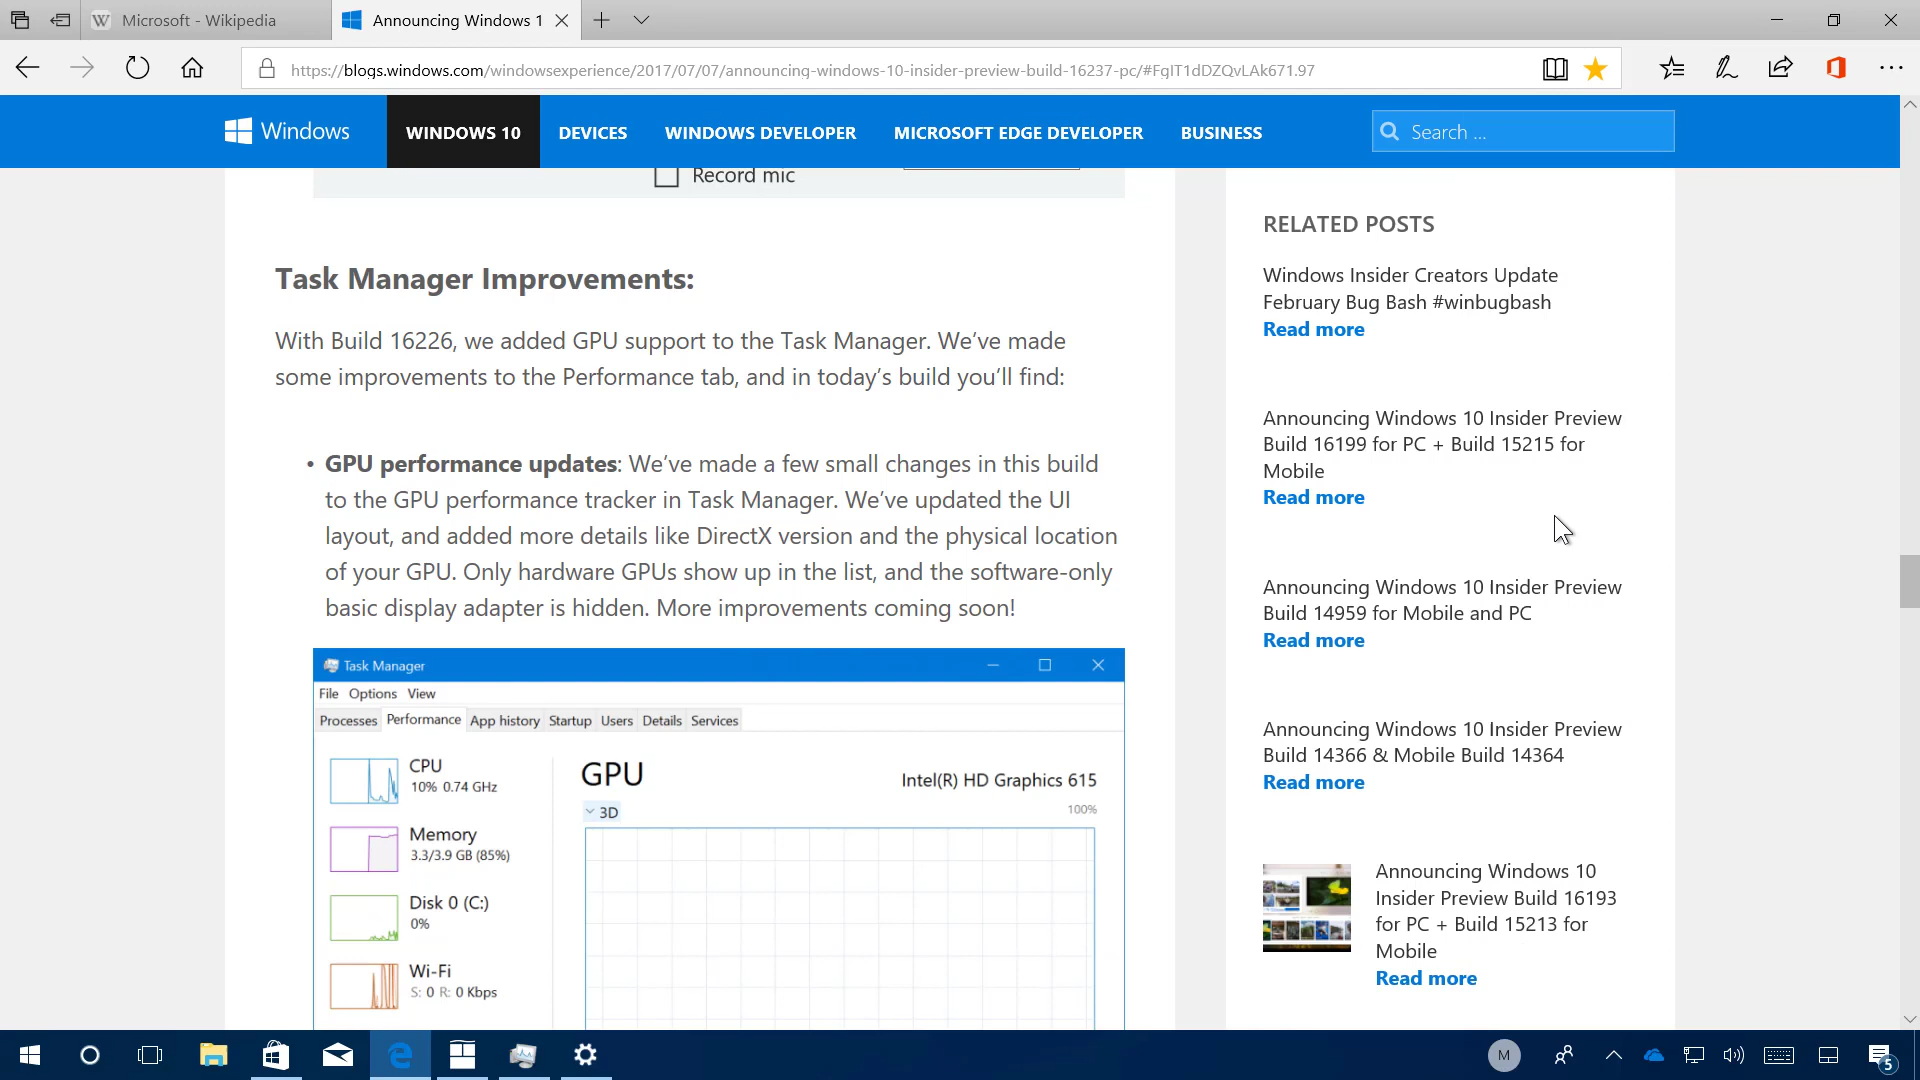 Microsoft - Wikipedia
Announcing Windows 1
https://blogs.windows.com/windowsexperience/2017/07/07/announcing-windows-10-insider-preview-build-16237-pc/#FgIT1dDZQvLAk671.97
Windows
WINDOWS 10
DEVICES
WINDOWS DEVELOPER
MICROSOFT EDGE DEVELOPER
BUSINESS
Search ...
Record mic
Task Manager Improvements:
With Build 16226, we added GPU support to the Task Manager. We’ve made
some improvements to the Performance tab, and in today’s build you’ll find:
• GPU performance updates: We’ve made a few small changes in this build
to the GPU performance tracker in Task Manager. We’ve updated the UI
layout, and added more details like DirectX version and the physical location
of your GPU. Only hardware GPUs show up in the list, and the software-only
basic display adapter is hidden. More improvements coming soon!
Task Manager
File Options View
Processes Performance App history Startup Users Details Services
CPU
10% 0.74 GHz
Memory
3.3/3.9 GB (85%)
Disk 0 (C:)
0%
Wi-Fi
S: 0 R: 0 Kbps
GPU
Intel(R) HD Graphics 615
3D
100%
RELATED POSTS
Windows Insider Creators Update
February Bug Bash #winbugbash
Read more
Announcing Windows 10 Insider Preview
Build 16199 for PC + Build 15215 for
Mobile
Read more
Announcing Windows 10 Insider Preview
Build 14959 for Mobile and PC
Read more
Announcing Windows 10 Insider Preview
Build 14366 & Mobile Build 14364
Read more
Announcing Windows 10
Insider Preview Build 16193
for PC + Build 15213 for
Mobile
Read more
M
5